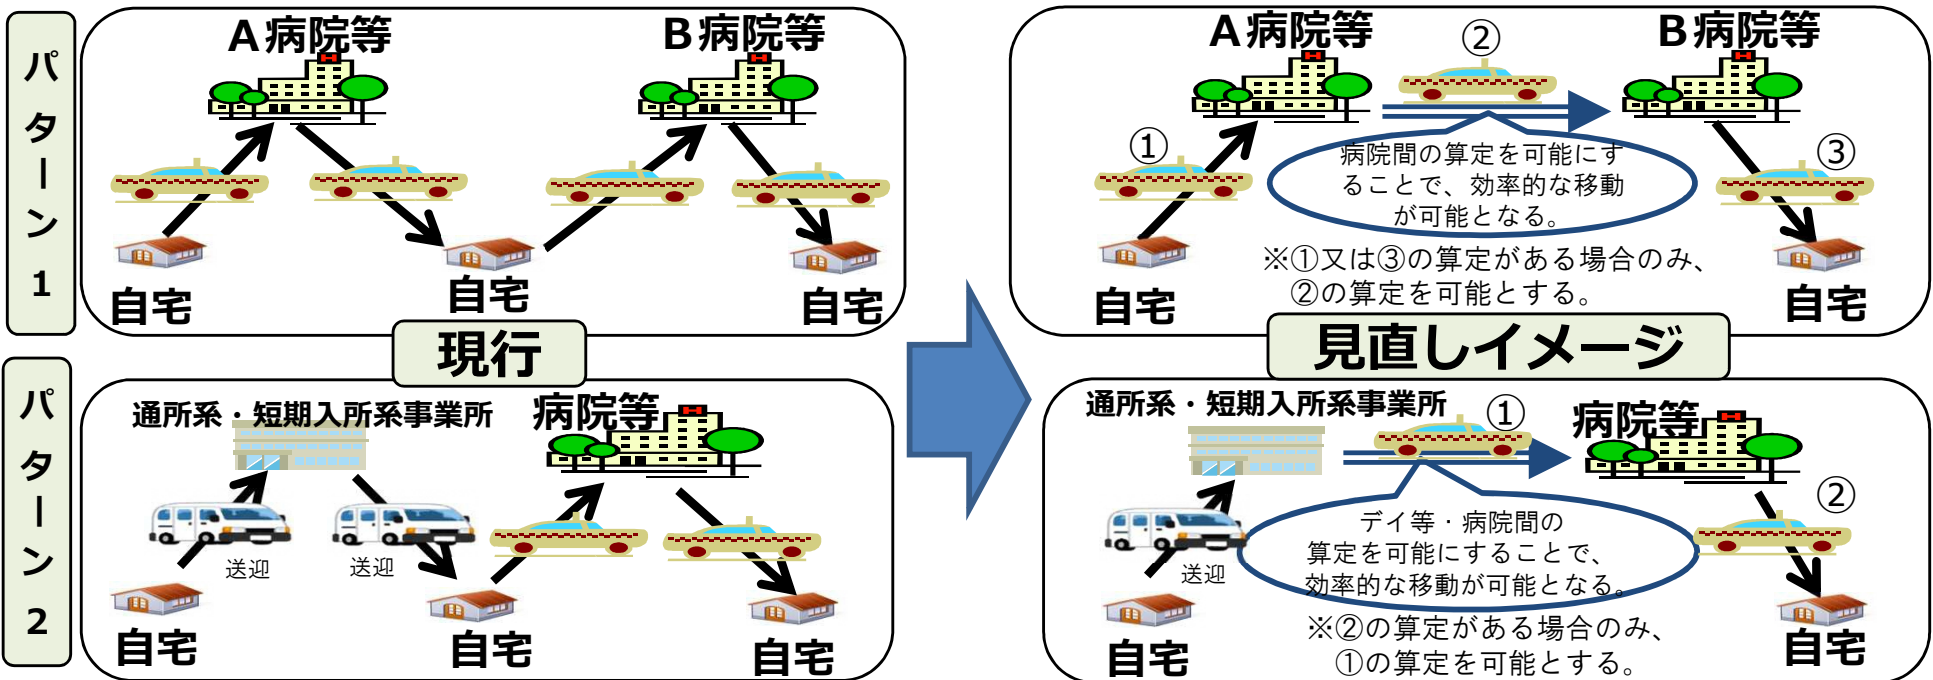 パターン1
A病院等
B病院等
自宅
自宅
自宅
現行
パターン2
通所系・短期入所系事業所
病院等
送迎
送迎
自宅
自宅
自宅
A病院等
②
B病院等
①
③
病院間の算定を可能にす
ることで、効率的な移動
が可能となる。
※①又は③の算定がある場合のみ、
②の算定を可能とする。
自宅
自宅
見直しイメージ
通所系・短期入所系事業所
①
病院等
②
デイ等・病院間の
算定を可能にすることで、
効率的な移動が可能となる。
送迎
※②の算定がある場合のみ、
①の算定を可能とする。
自宅
自宅